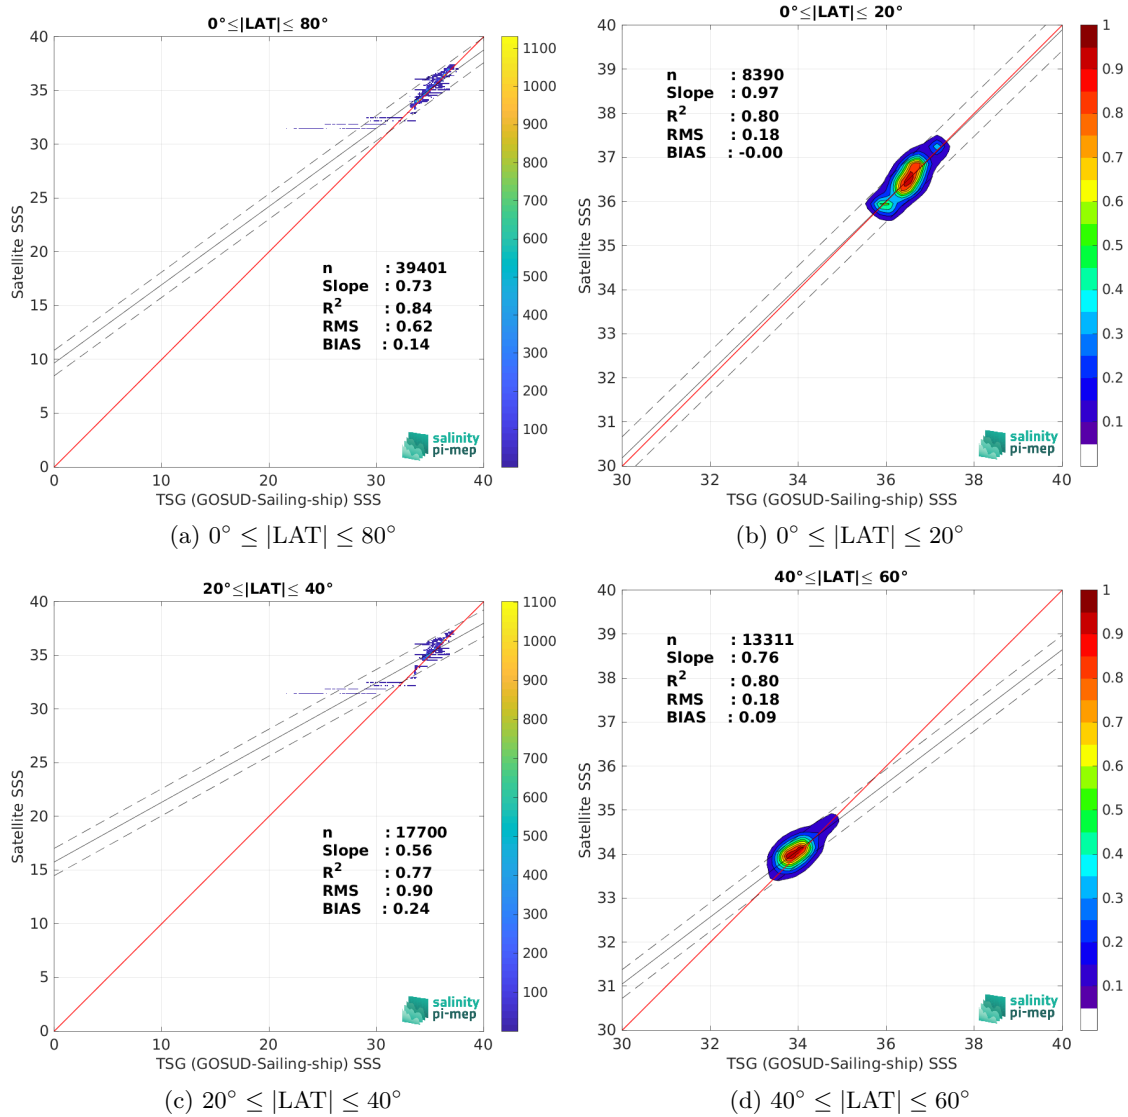 0°≤|LAT|≤ 80°
Satellite SSS
40
35
30
25
20
15
10
5
0
0
10
20
30
40
TSG (GOSUD-Sailing-ship) SSS
n : 39401
Slope : 0.73
R² : 0.84
RMS : 0.62
BIAS : 0.14
salinity
pi-mep
1100
1000
900
800
700
600
500
400
300
200
100
(a) 0° ≤ |LAT| ≤ 80°
0°≤|LAT|≤ 20°
Satellite SSS
40
39
38
37
36
35
34
33
32
31
30
30
32
34
36
38
40
TSG (GOSUD-Sailing-ship) SSS
n : 8390
Slope : 0.97
R² : 0.80
RMS : 0.18
BIAS : -0.00
salinity
pi-mep
1
0.9
0.8
0.7
0.6
0.5
0.4
0.3
0.2
0.1
(b) 0° ≤ |LAT| ≤ 20°
20°≤|LAT|≤ 40°
Satellite SSS
40
35
30
25
20
15
10
5
0
0
10
20
30
40
TSG (GOSUD-Sailing-ship) SSS
n : 17700
Slope : 0.56
R² : 0.77
RMS : 0.90
BIAS : 0.24
salinity
pi-mep
1100
1000
900
800
700
600
500
400
300
200
100
(c) 20° ≤ |LAT| ≤ 40°
40°≤|LAT|≤ 60°
Satellite SSS
40
39
38
37
36
35
34
33
32
31
30
30
32
34
36
38
40
TSG (GOSUD-Sailing-ship) SSS
n : 13311
Slope : 0.76
R² : 0.80
RMS : 0.18
BIAS : 0.09
salinity
pi-mep
1
0.9
0.8
0.7
0.6
0.5
0.4
0.3
0.2
0.1
(d) 40° ≤ |LAT| ≤ 60°